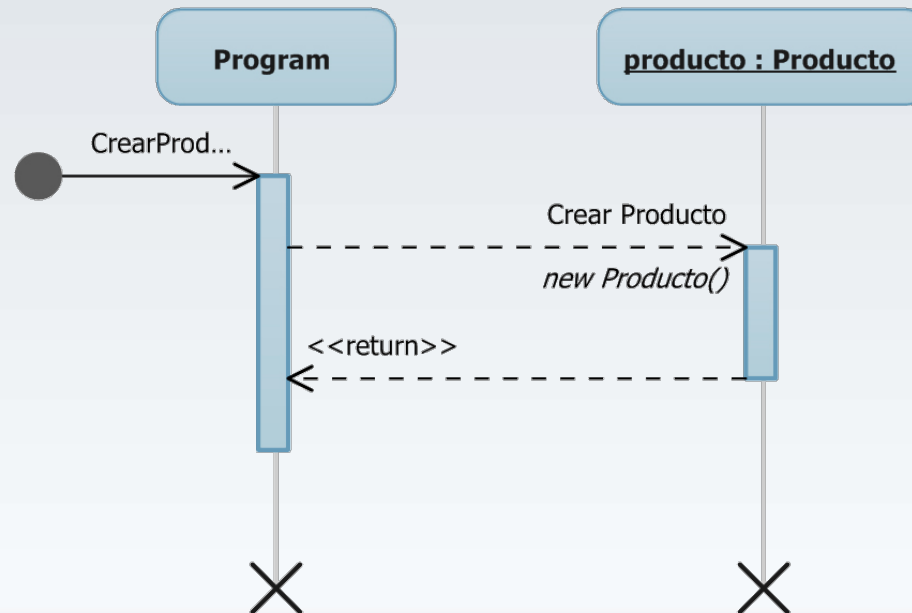 Program
producto : Producto
CrearProd...
Crear Producto
new Producto()
<<return>>